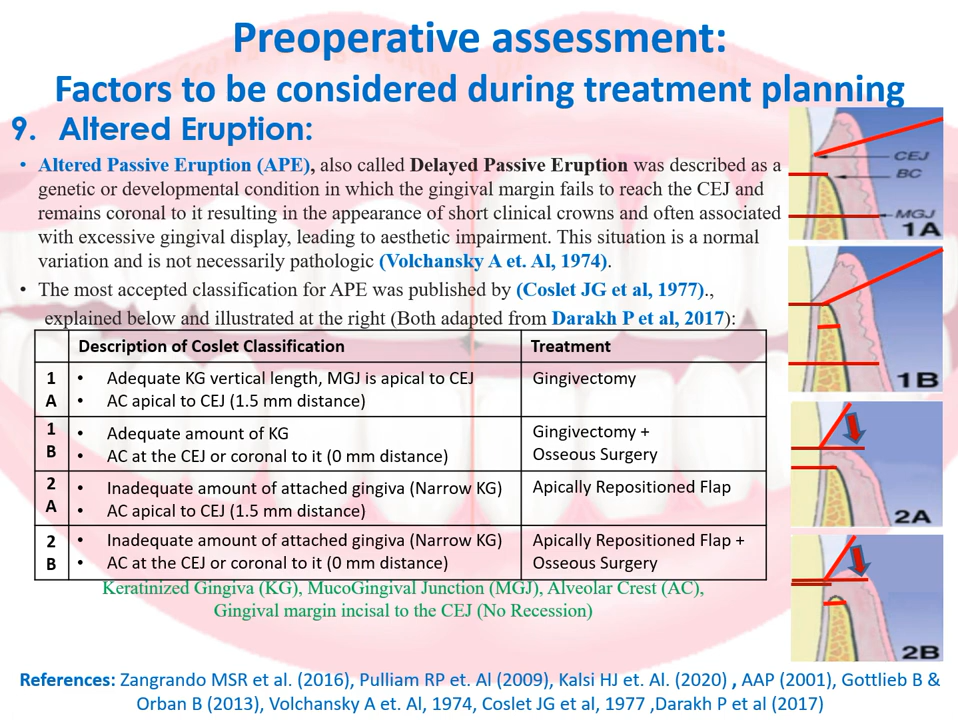 Preoperative assessment:
Factors to be considered during treatment planning
9. Altered Eruption:
• Altered Passive Eruption (APE), also called Delayed Passive Eruption was described as a
genetic or developmental condition in which the gingival margin fails to reach the CEJ and
remains coronal to it resulting in the appearance of short clinical crowns and often associated
with excessive gingival display, leading to aesthetic impairment. This situation is a normal
variation and is not necessarily pathologic (Volchansky A et. Al, 1974).
• The most accepted classification for APE was published by (Coslet JG et al, 1977).,
explained below and illustrated at the right (Both adapted from Darakh P et al, 2017):
Description of Coslet Classification Treatment
1 • Adequate KG vertical length, MGJ is apical to CEJ Gingivectomy
A • AC apical to CEJ (1.5 mm distance)
1 • Adequate amount of KG Gingivectomy +
B • AC at the CEJ or coronal to it (0 mm distance) Osseous Surgery
2 • Inadequate amount of attached gingiva (Narrow KG) Apically Repositioned Flap
A • AC apical to CEJ (1.5 mm distance)
2 • Inadequate amount of attached gingiva (Narrow KG) Apically Repositioned Flap +
B • AC at the CEJ or coronal to it (0 mm distance) Osseous Surgery
Keratinized Gingiva (KG), MucoGingival Junction (MGJ), Alveolar Crest (AC),
Gingival margin incisal to the CEJ (No Recession)
CEJ
BC
MGJ
1A
1B
2A
2B
References: Zangrando MSR et al. (2016), Pulliam RP et. Al (2009), Kalsi HJ et. Al. (2020) , AAP (2001), Gottlieb B &
Orban B (2013), Volchansky A et. Al, 1974, Coslet JG et al, 1977 ,Darakh P et al (2017)